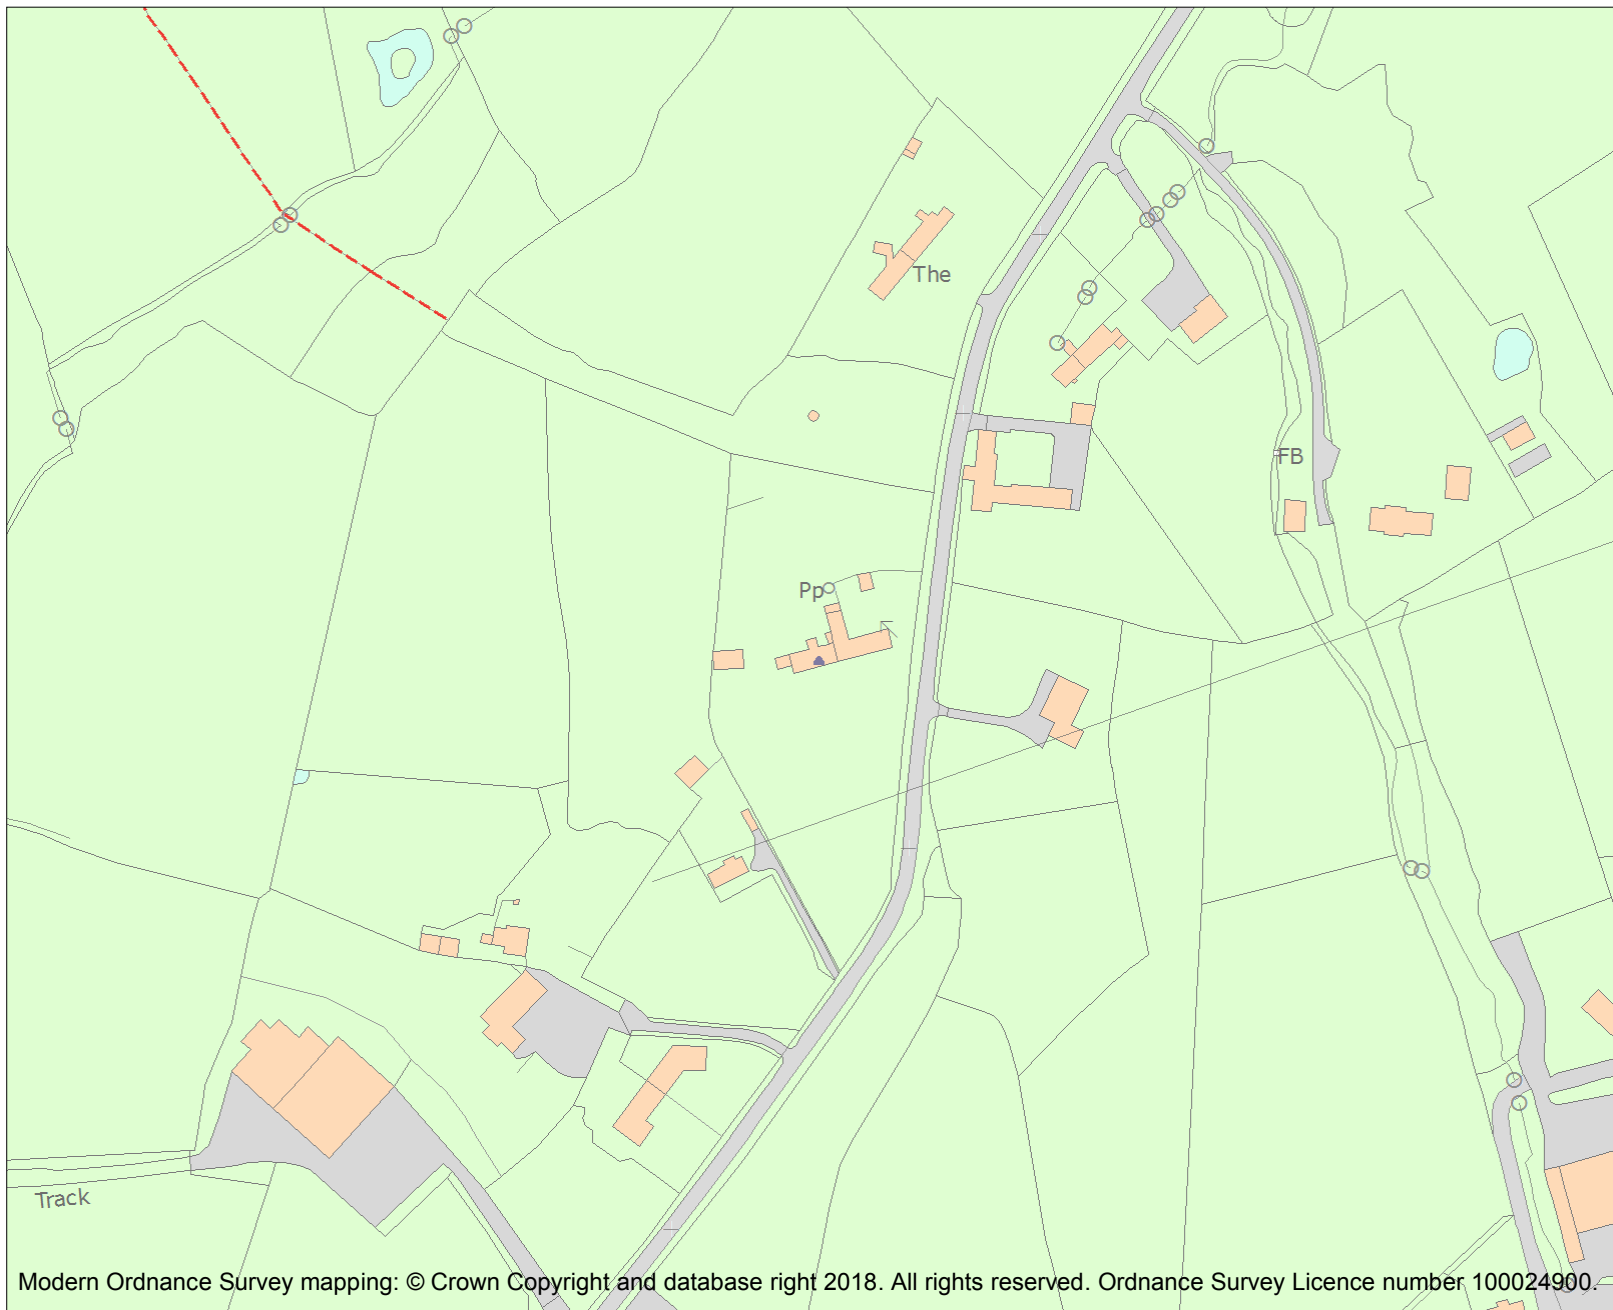 The
FB
Pp
Track
Modern Ordnance Survey mapping: © Crown Copyright and database right 2018. All rights reserved. Ordnance Survey Licence number 100024900.